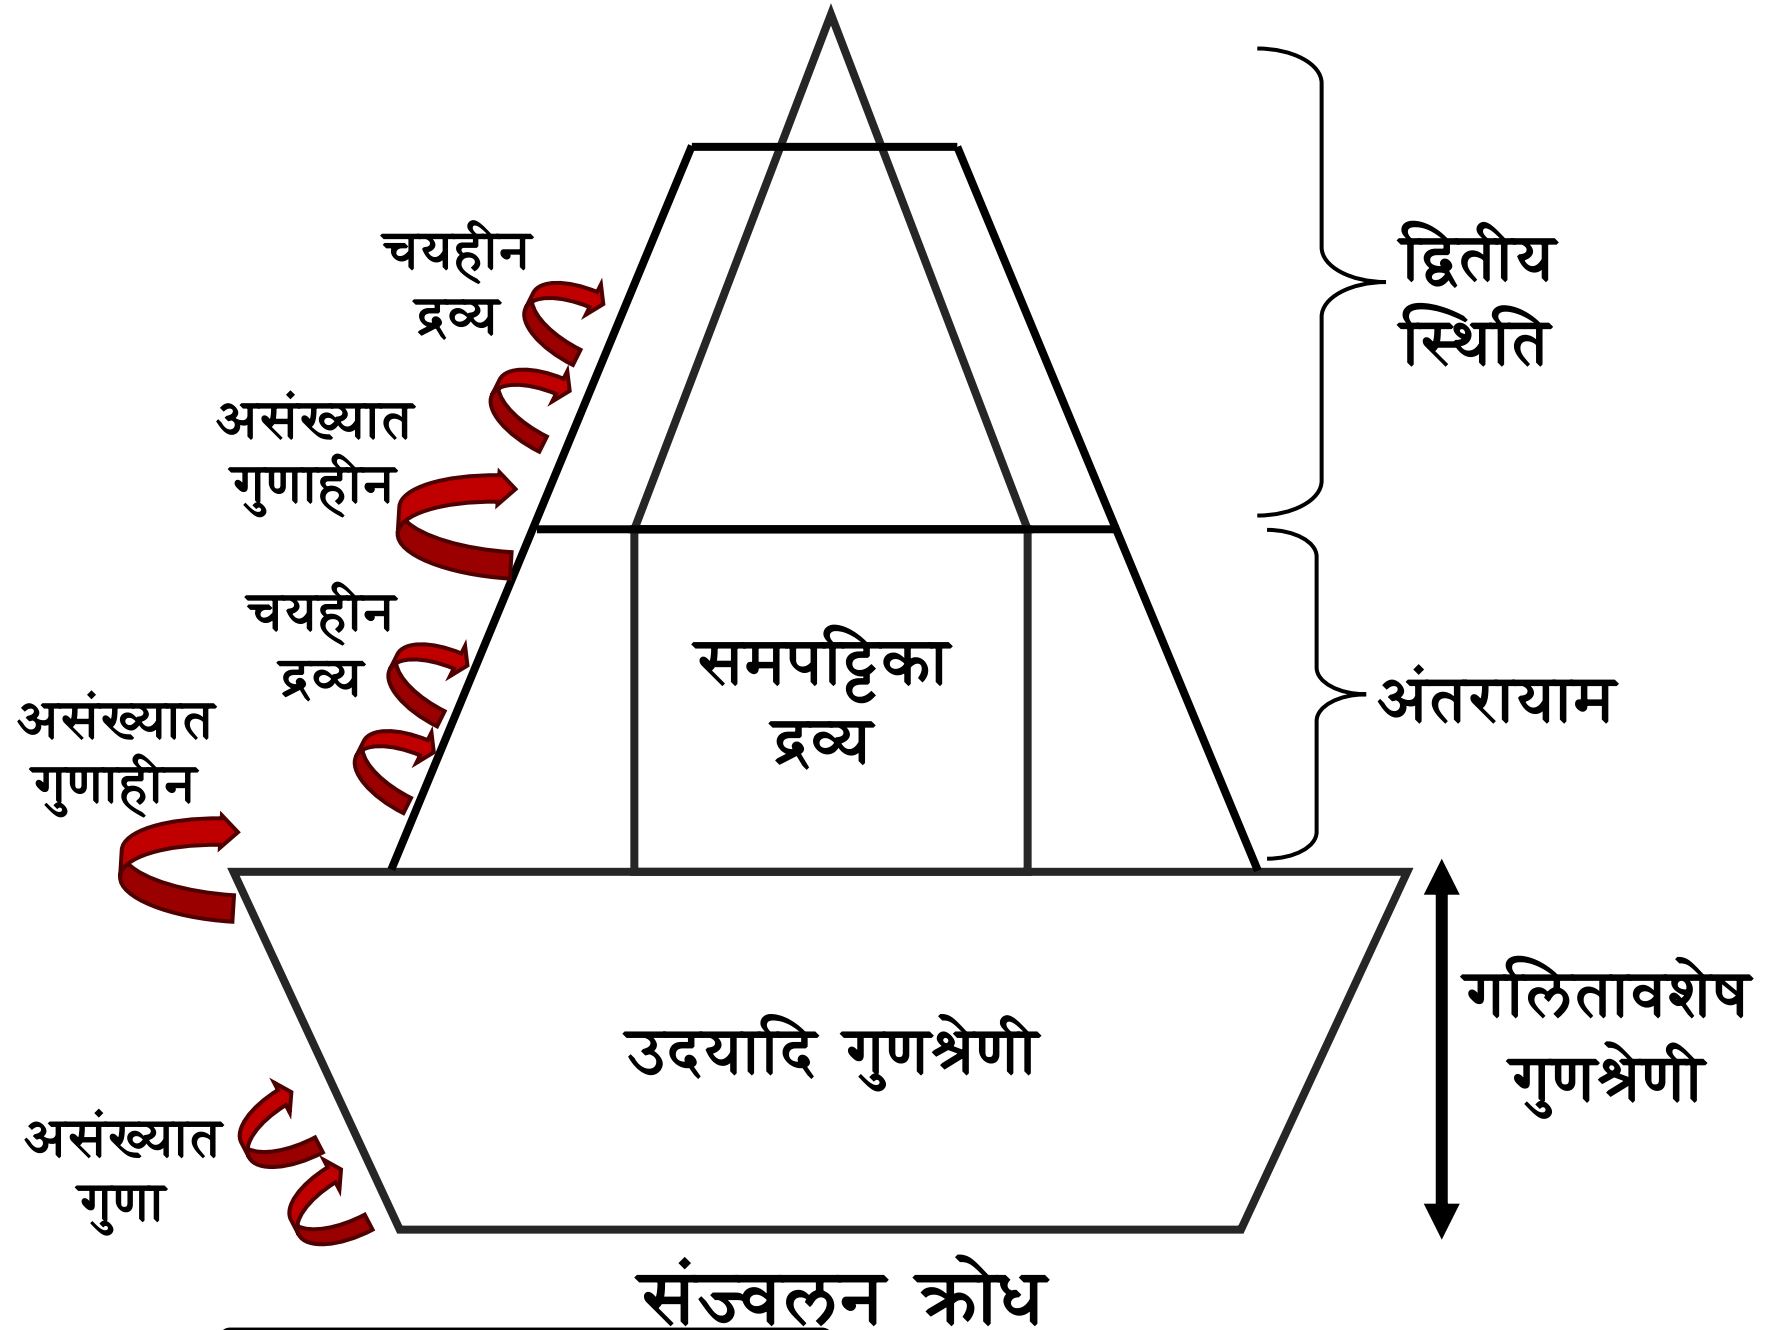 चयहीन
द्रव्य
द्वितीय
स्थिति
असंख्यात
गुणाहीन
चयहीन
द्रव्य
समपट्टिका
द्रव्य
अंतरायाम
असंख्यात
गुणाहीन
उदयादि गुणश्रेणी
गलितावशेष
गुणश्रेणी
असंख्यात
गुणा
संज्वलन क्रोध